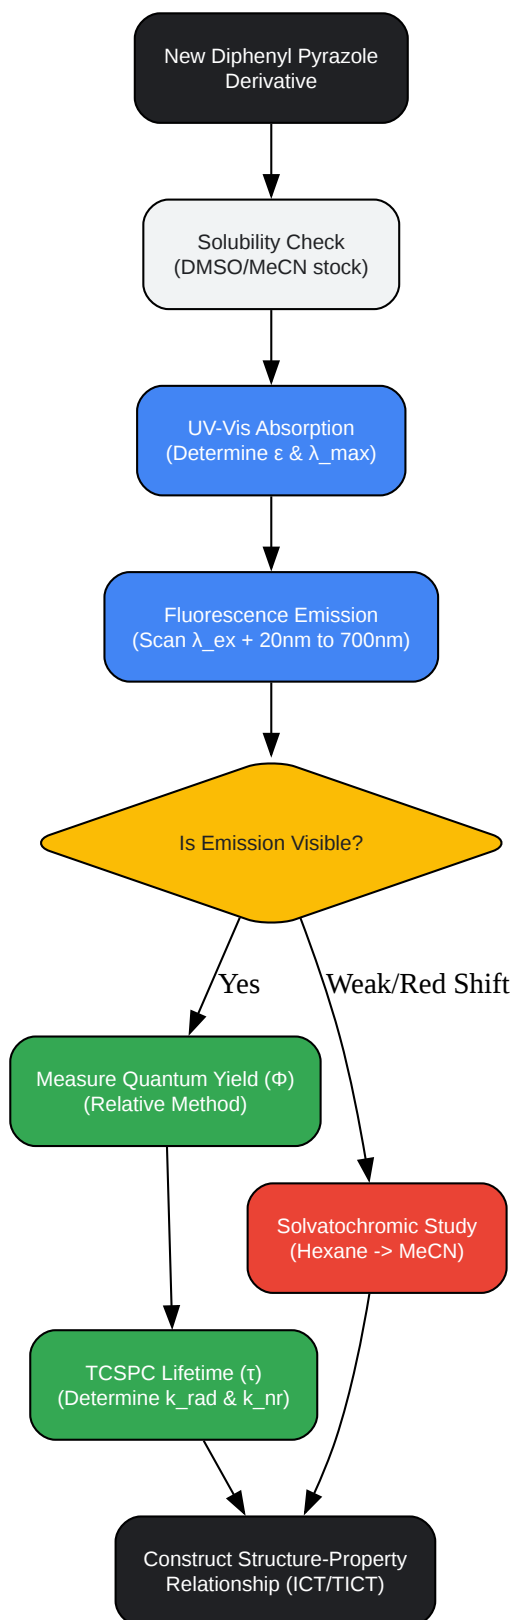 New Diphenyl Pyrazole
Derivative
Solubility Check
(DMSO/MeCN stock)
UV-Vis Absorption
(Determine ε & λ_max)
Fluorescence Emission
(Scan λ_ex + 20nm to 700nm)
Is Emission Visible?
Yes
Weak/Red Shift
Measure Quantum Yield (Φ)
(Relative Method)
Solvatochromic Study
(Hexane -> MeCN)
TCSPC Lifetime (τ)
(Determine k_rad & k_nr)
Construct Structure-Property
Relationship (ICT/TICT)